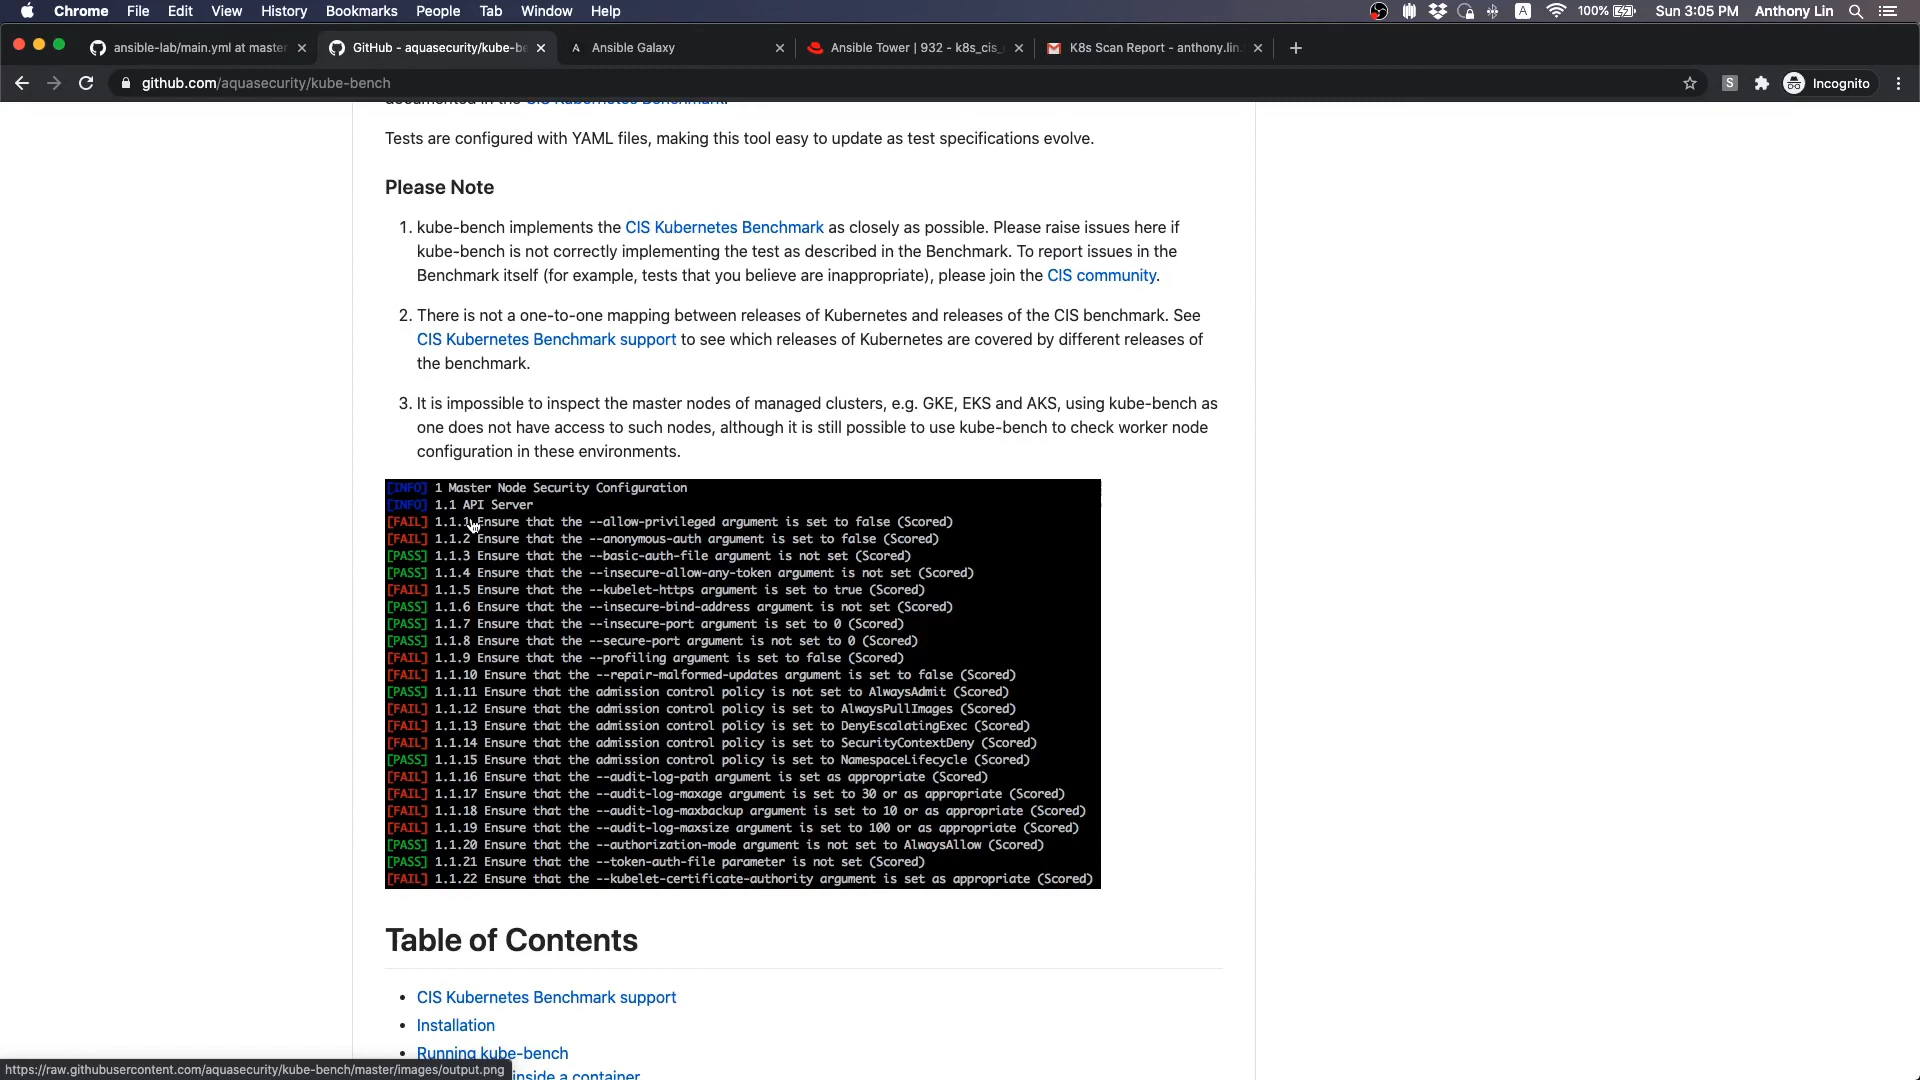 Chrome File Edit View History Bookmarks People Tab Window Help A 100% Sun 3:05 PM Anthony Lin
ansible-lab/main.yml at master GitHub - aquasecurity/kube-be A Ansible Galaxy Ansible Tower | 932 - k8s_cis_ K8s Scan Report - anthony.lin.
github.com/aquasecurity/kube-bench S Incognito
documented in the CIS Kubernetes Benchmark.
Tests are configured with YAML files, making this tool easy to update as test specifications evolve.
Please Note
1. kube-bench implements the CIS Kubernetes Benchmark as closely as possible. Please raise issues here if
kube-bench is not correctly implementing the test as described in the Benchmark. To report issues in the
Benchmark itself (for example, tests that you believe are inappropriate), please join the CIS community.
2. There is not a one-to-one mapping between releases of Kubernetes and releases of the CIS benchmark. See
CIS Kubernetes Benchmark support to see which releases of Kubernetes are covered by different releases of
the benchmark.
3. It is impossible to inspect the master nodes of managed clusters, e.g. GKE, EKS and AKS, using kube-bench as
one does not have access to such nodes, although it is still possible to use kube-bench to check worker node
configuration in these environments.
[INFO] 1 Master Node Security Configuration
[INFO] 1.1 API Server
[FAIL] 1.1.1 Ensure that the --allow-privileged argument is set to false (Scored)
[FAIL] 1.1.2 Ensure that the --anonymous-auth argument is set to false (Scored)
[PASS] 1.1.3 Ensure that the --basic-auth-file argument is not set (Scored)
[PASS] 1.1.4 Ensure that the --insecure-allow-any-token argument is not set (Scored)
[FAIL] 1.1.5 Ensure that the --kubelet-https argument is set to true (Scored)
[PASS] 1.1.6 Ensure that the --insecure-bind-address argument is not set (Scored)
[PASS] 1.1.7 Ensure that the --insecure-port argument is set to 0 (Scored)
[PASS] 1.1.8 Ensure that the --secure-port argument is not set to 0 (Scored)
[FAIL] 1.1.9 Ensure that the --profiling argument is set to false (Scored)
[FAIL] 1.1.10 Ensure that the --repair-malformed-updates argument is set to false (Scored)
[PASS] 1.1.11 Ensure that the admission control policy is not set to AlwaysAdmit (Scored)
[FAIL] 1.1.12 Ensure that the admission control policy is set to AlwaysPullImages (Scored)
[FAIL] 1.1.13 Ensure that the admission control policy is set to DenyEscalatingExec (Scored)
[FAIL] 1.1.14 Ensure that the admission control policy is set to SecurityContextDeny (Scored)
[PASS] 1.1.15 Ensure that the admission control policy is set to NamespaceLifecycle (Scored)
[FAIL] 1.1.16 Ensure that the --audit-log-path argument is set as appropriate (Scored)
[FAIL] 1.1.17 Ensure that the --audit-log-maxage argument is set to 30 or as appropriate (Scored)
[FAIL] 1.1.18 Ensure that the --audit-log-maxbackup argument is set to 10 or as appropriate (Scored)
[FAIL] 1.1.19 Ensure that the --audit-log-maxsize argument is set to 100 or as appropriate (Scored)
[PASS] 1.1.20 Ensure that the --authorization-mode argument is not set to AlwaysAllow (Scored)
[PASS] 1.1.21 Ensure that the --token-auth-file parameter is not set (Scored)
[FAIL] 1.1.22 Ensure that the --kubelet-certificate-authority argument is set as appropriate (Scored)
Table of Contents
• CIS Kubernetes Benchmark support
• Installation
• Running kube-bench
https://raw.githubusercontent.com/aquasecurity/kube-bench/master/images/output.png inside a container